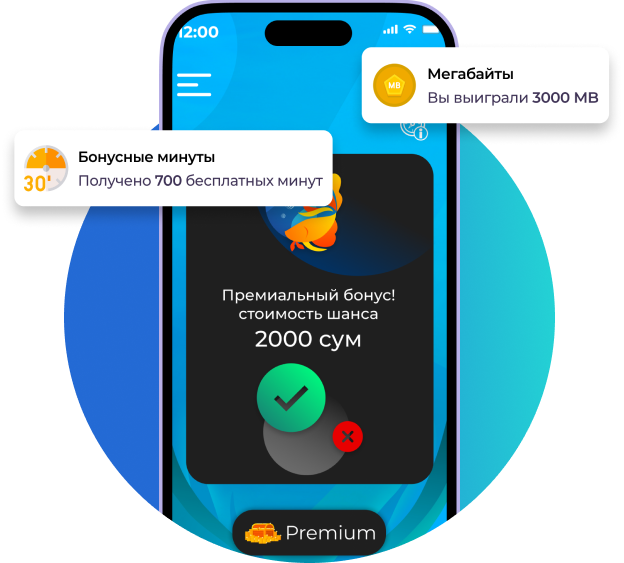 12:00
Мегабайты
Вы выиграли 3000 MB
MB
Бонусные минуты
Получено 700 бесплатных минут
30'
Премиальный бонус!
стоимость шанса
2000 сум
Premium